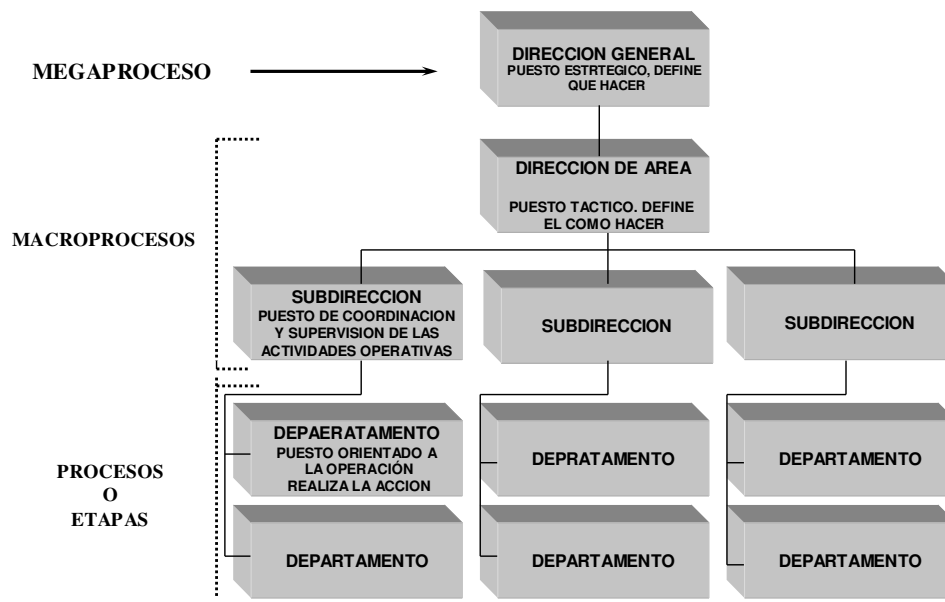 DIRECCION GENERAL
PUESTO ESTRTEGICO, DEFINE
QUE HACER
MEGAPROCESO
DIRECCION DE AREA
PUESTO TACTICO. DEFINE
EL COMO HACER
MACROPROCESOS
SUBDIRECCION
PUESTO DE COORDINACION
Y SUPERVISION DE LAS
ACTIVIDADES OPERATIVAS
SUBDIRECCION
SUBDIRECCION
DEPAERATAMENTO
PUESTO ORIENTADO A
LA OPERACIÓN
REALIZA LA ACCION
DEPRATAMENTO
DEPARTAMENTO
PROCESOS
O
ETAPAS
DEPARTAMENTO
DEPARTAMENTO
DEPARTAMENTO